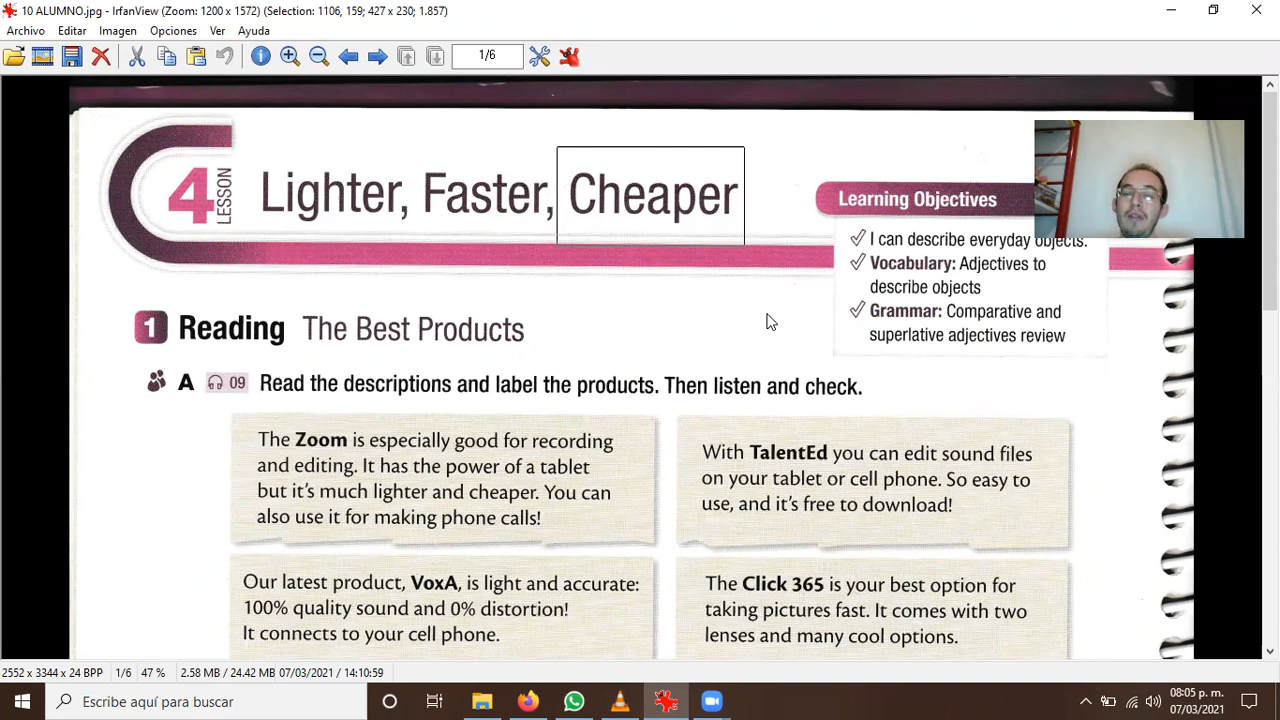 10 ALUMNO.jpg - IrfanView (Zoom: 1200 x 1572) (Selection: 1106, 159; 427 x 230; 1.857)
Archivo Editar Imagen Opciones Ver Ayuda
1/6
4 LESSON Lighter, Faster, Cheaper
Learning Objectives
✓ I can describe everyday objects.
✓ Vocabulary: Adjectives to
describe objects
✓ Grammar: Comparative and
superlative adjectives review
1 Reading The Best Products
A 09 Read the descriptions and label the products. Then listen and check.
The Zoom is especially good for recording
and editing. It has the power of a tablet
but it's much lighter and cheaper. You can
also use it for making phone calls!
With TalentEd you can edit sound files
on your tablet or cell phone. So easy to
use, and it's free to download!
Our latest product, VoxA, is light and accurate:
100% quality sound and 0% distortion!
It connects to your cell phone.
The Click 365 is your best option for
taking pictures fast. It comes with two
lenses and many cool options.
2552 x 3344 x 24 BPP 1/6 47 % 2.58 MB / 24.42 MB 07/03/2021 / 14:10:59
Escribe aquí para buscar
08:05 p. m.
07/03/2021